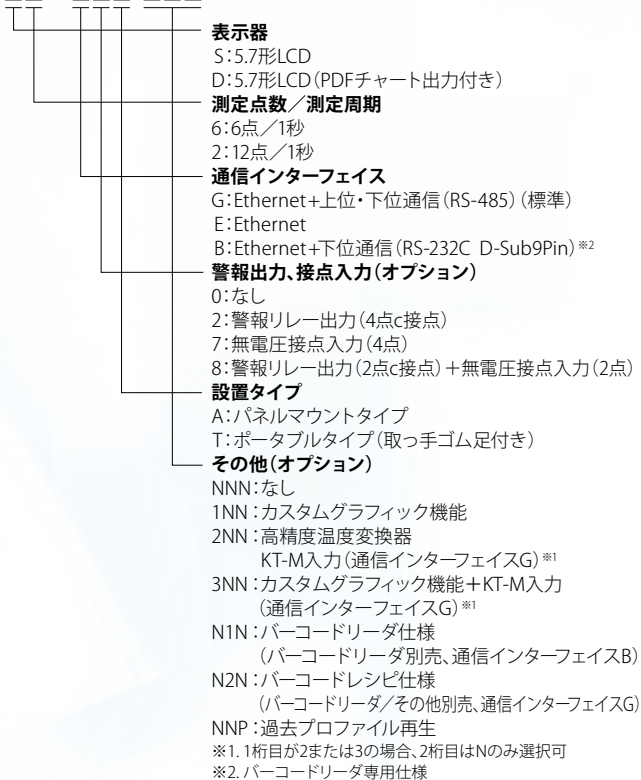 表示器
S：5.7形LCD
D：5.7形LCD（PDFチャート出力付き）
測定点数／測定周期
6：6点／1秒
2：12点／1秒
通信インターフェイス
G：Ethernet+上位・下位通信（RS-485）（標準）
E：Ethernet
B：Ethernet+下位通信（RS-232C D-Sub9Pin）※2
警報出力、接点入力（オプション）
0：なし
2：警報リレー出力（4点c接点）
7：無電圧接点入力（4点）
8：警報リレー出力（2点c接点）＋無電圧接点入力（2点）
設置タイプ
A：パネルマウントタイプ
T：ポータブルタイプ（取っ手ゴム足付き）
その他（オプション）
NNN：なし
1NN：カスタムグラフィック機能
2NN：高精度温度変換器
KT-M入力（通信インターフェイスG）※1
3NN：カスタムグラフィック機能＋KT-M入力
（通信インターフェイスG）※1
N1N：バーコードリーダ仕様
（バーコードリーダ別売、通信インターフェイスB）
N2N：バーコードレシピ仕様
（バーコードリーダ／その他別売、通信インターフェイスG）
NNP：過去プロファイル再生
※1. 1桁目が2または3の場合、2桁目はNのみ選択可
※2. バーコードリーダ専用仕様